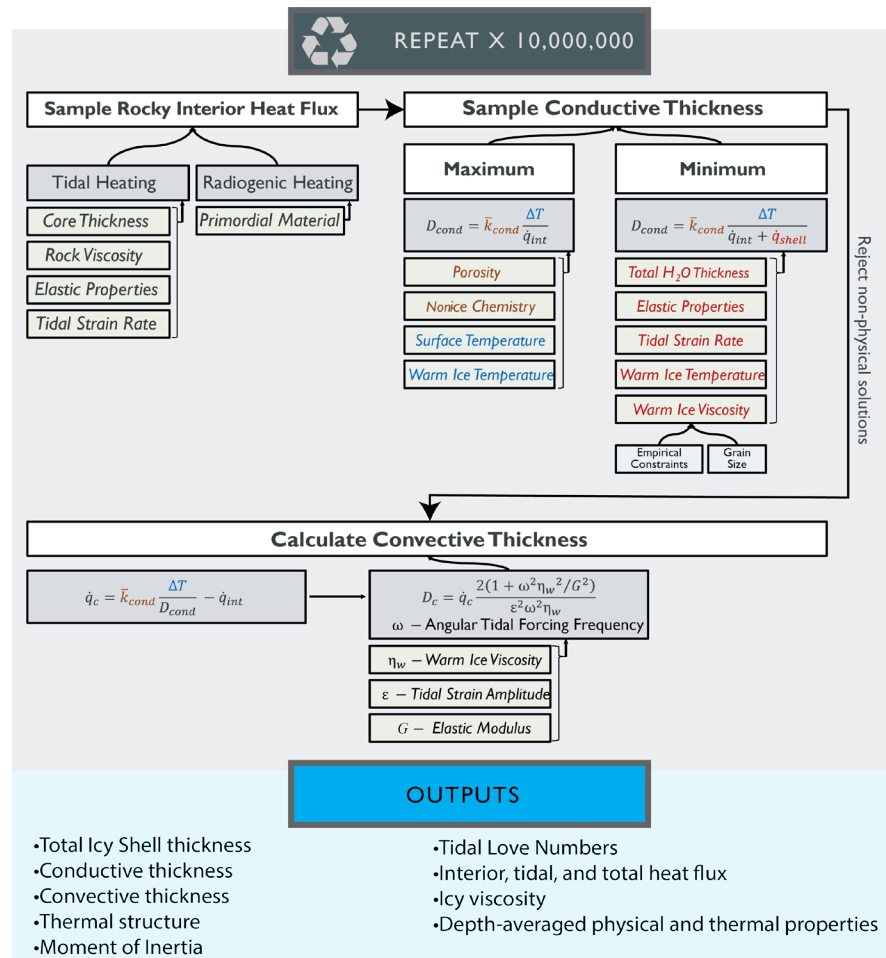 REPEAT X 10,000,000
Sample Rocky Interior Heat Flux
Sample Conductive Thickness
Tidal Heating
Radiogenic Heating
Core Thickness
Primordial Material
Rock Viscosity
Elastic Properties
Tidal Strain Rate
Maximum
Minimum
D_cond = k̄_cond ΔT / q̇_int
D_cond = k̄_cond ΔT / (q̇_int + q̇_shell)
Porosity
Nonice Chemistry
Surface Temperature
Warm Ice Temperature
Total H₂O Thickness
Elastic Properties
Tidal Strain Rate
Warm Ice Temperature
Warm Ice Viscosity
Empirical
Constraints
Grain
Size
Reject non-physical solutions
Calculate Convective Thickness
q̇_c = k̄_cond ΔT / D_cond − q̇_int
D_c = q̇_c 2(1 + ω²η_w²/G²) / ε²ω²η_w
ω − Angular Tidal Forcing Frequency
η_w − Warm Ice Viscosity
ε − Tidal Strain Amplitude
G − Elastic Modulus
OUTPUTS
•Total Icy Shell thickness
•Conductive thickness
•Convective thickness
•Thermal structure
•Moment of Inertia
•Tidal Love Numbers
•Interior, tidal, and total heat flux
•Icy viscosity
•Depth-averaged physical and thermal properties